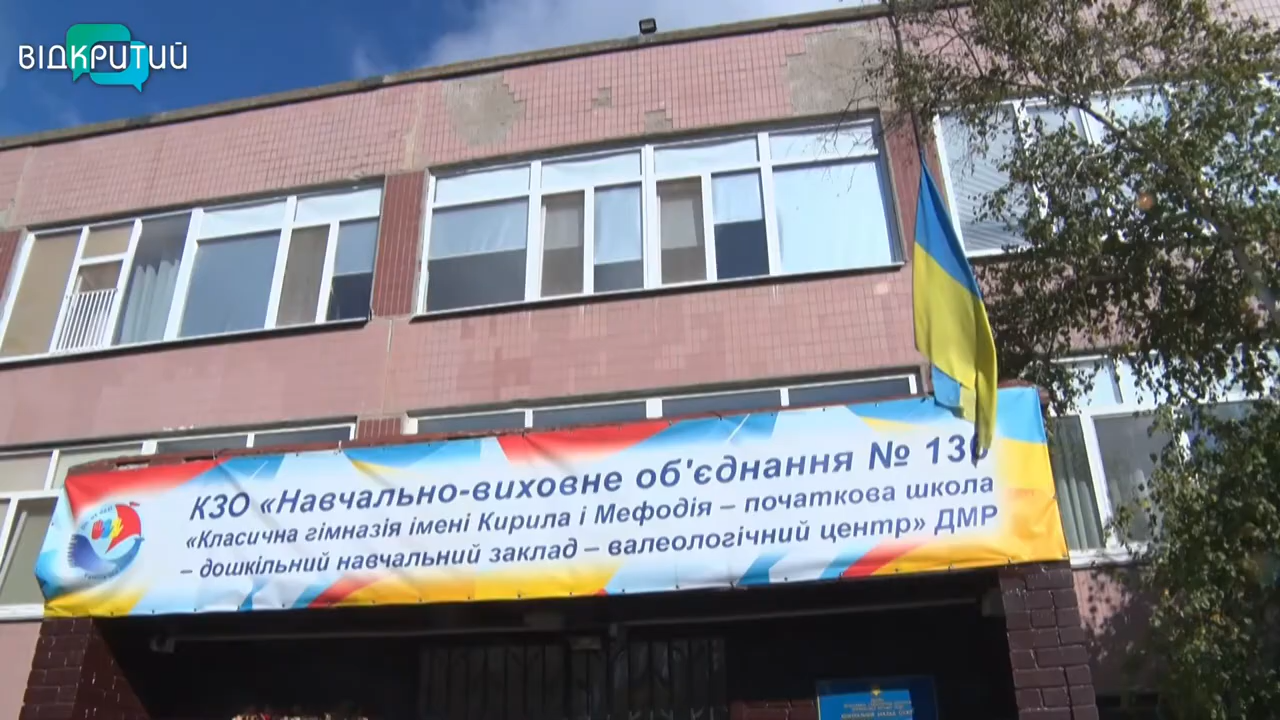 ВІДКРИТИЙ
КЗО «Навчально-виховне об'єднання № 136
«Класична гімназія імені Кирила і Мефодія – початкова школа
– дошкільний навчальний заклад – валеологічний центр» ДМР